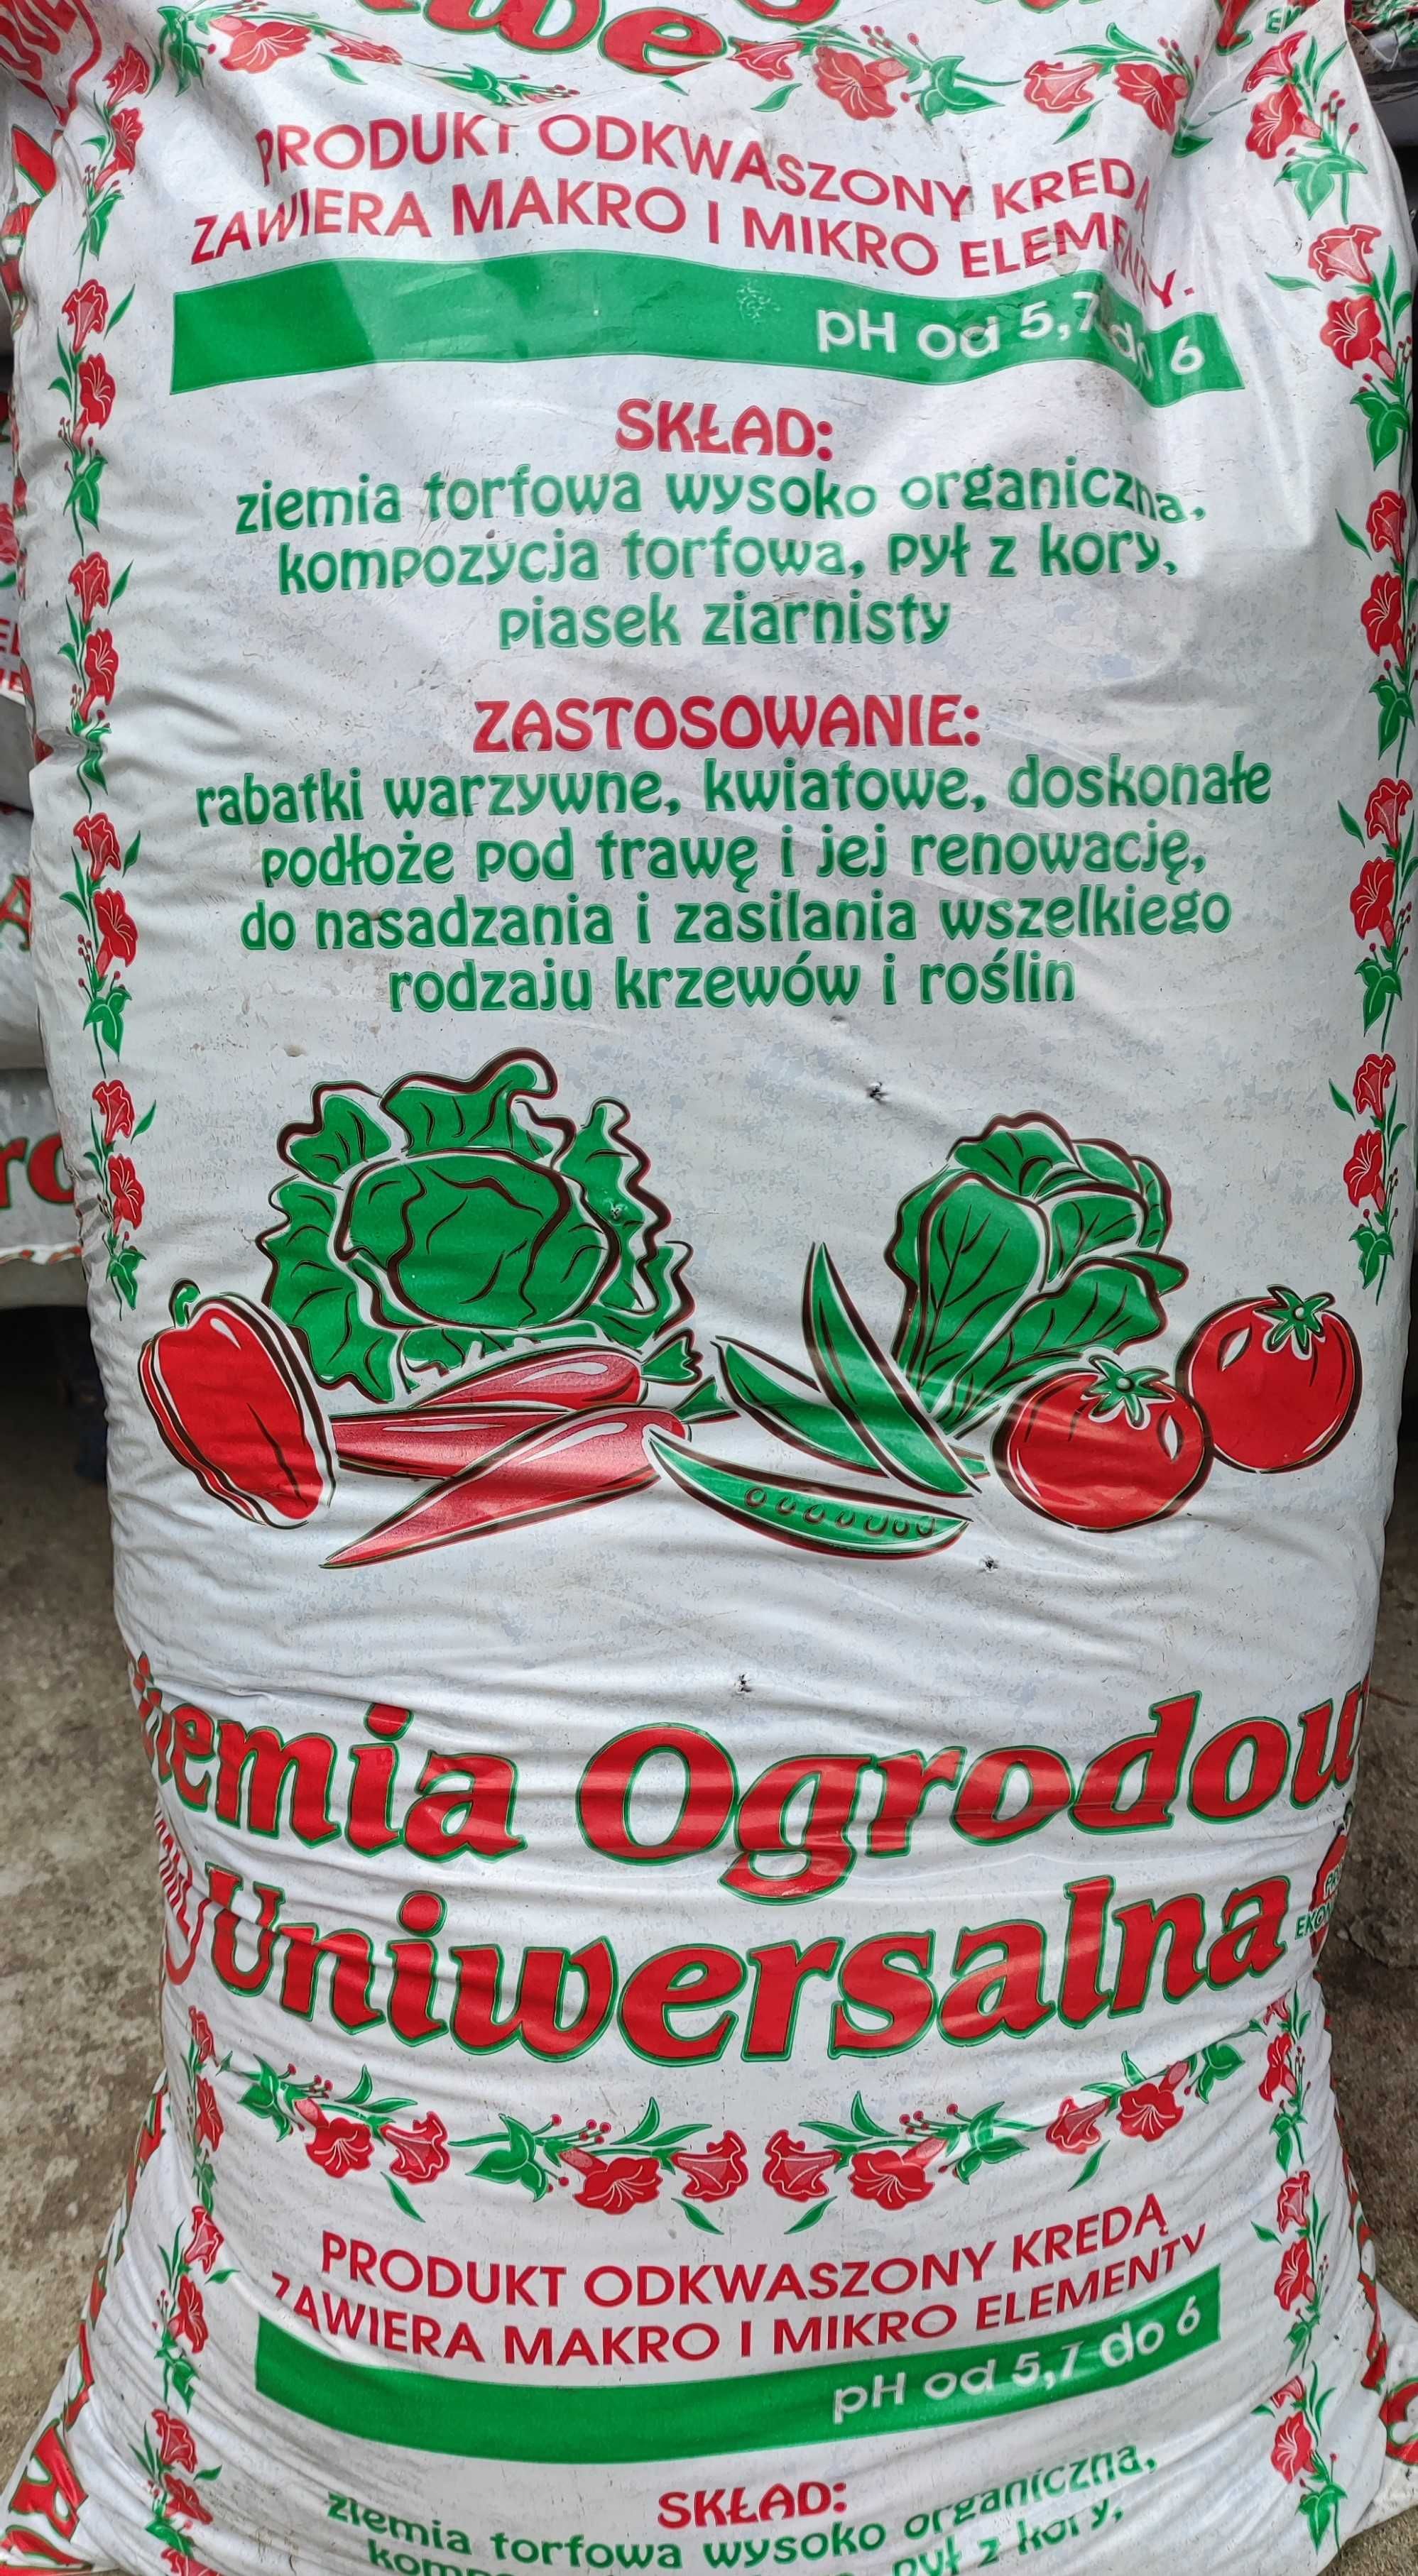 PRODUKT ODKWASZONY KREDĄ
ZAWIERA MAKRO I MIKRO ELEMENTY
pH od 5,7 do 6
SKŁAD:
ziemia torfowa wysoko organiczna,
kompozycja torfowa, pył z kory,
piasek ziarnisty
ZASTOSOWANIE:
rabatki warzywne, kwiatowe, doskonałe
podłoże pod trawę i jej renowację,
do nasadzania i zasilania wszelkiego
rodzaju krzewów i roślin
Ziemia Ogrodow
Uniwersalna
PRODUKT ODKWASZONY KREDĄ
ZAWIERA MAKRO I MIKRO ELEMENTY
pH od 5,7 do 6
SKŁAD:
ziemia torfowa wysoko organiczna,
pył z kory,